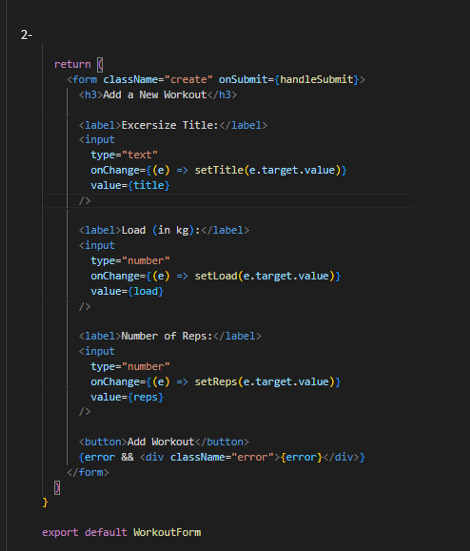 2-
return (
<form className="create" onSubmit={handleSubmit}>
<h3>Add a New Workout</h3>
<label>Excersize Title:</label>
<input
type="text"
onChange={(e) => setTitle(e.target.value)}
value={title}
/>
<label>Load (in kg):</label>
<input
type="number"
onChange={(e) => setLoad(e.target.value)}
value={load}
/>
<label>Number of Reps:</label>
<input
type="number"
onChange={(e) => setReps(e.target.value)}
value={reps}
/>
<button>Add Workout</button>
{error && <div className="error">{error}</div>}
</form>
)
}
export default WorkoutForm